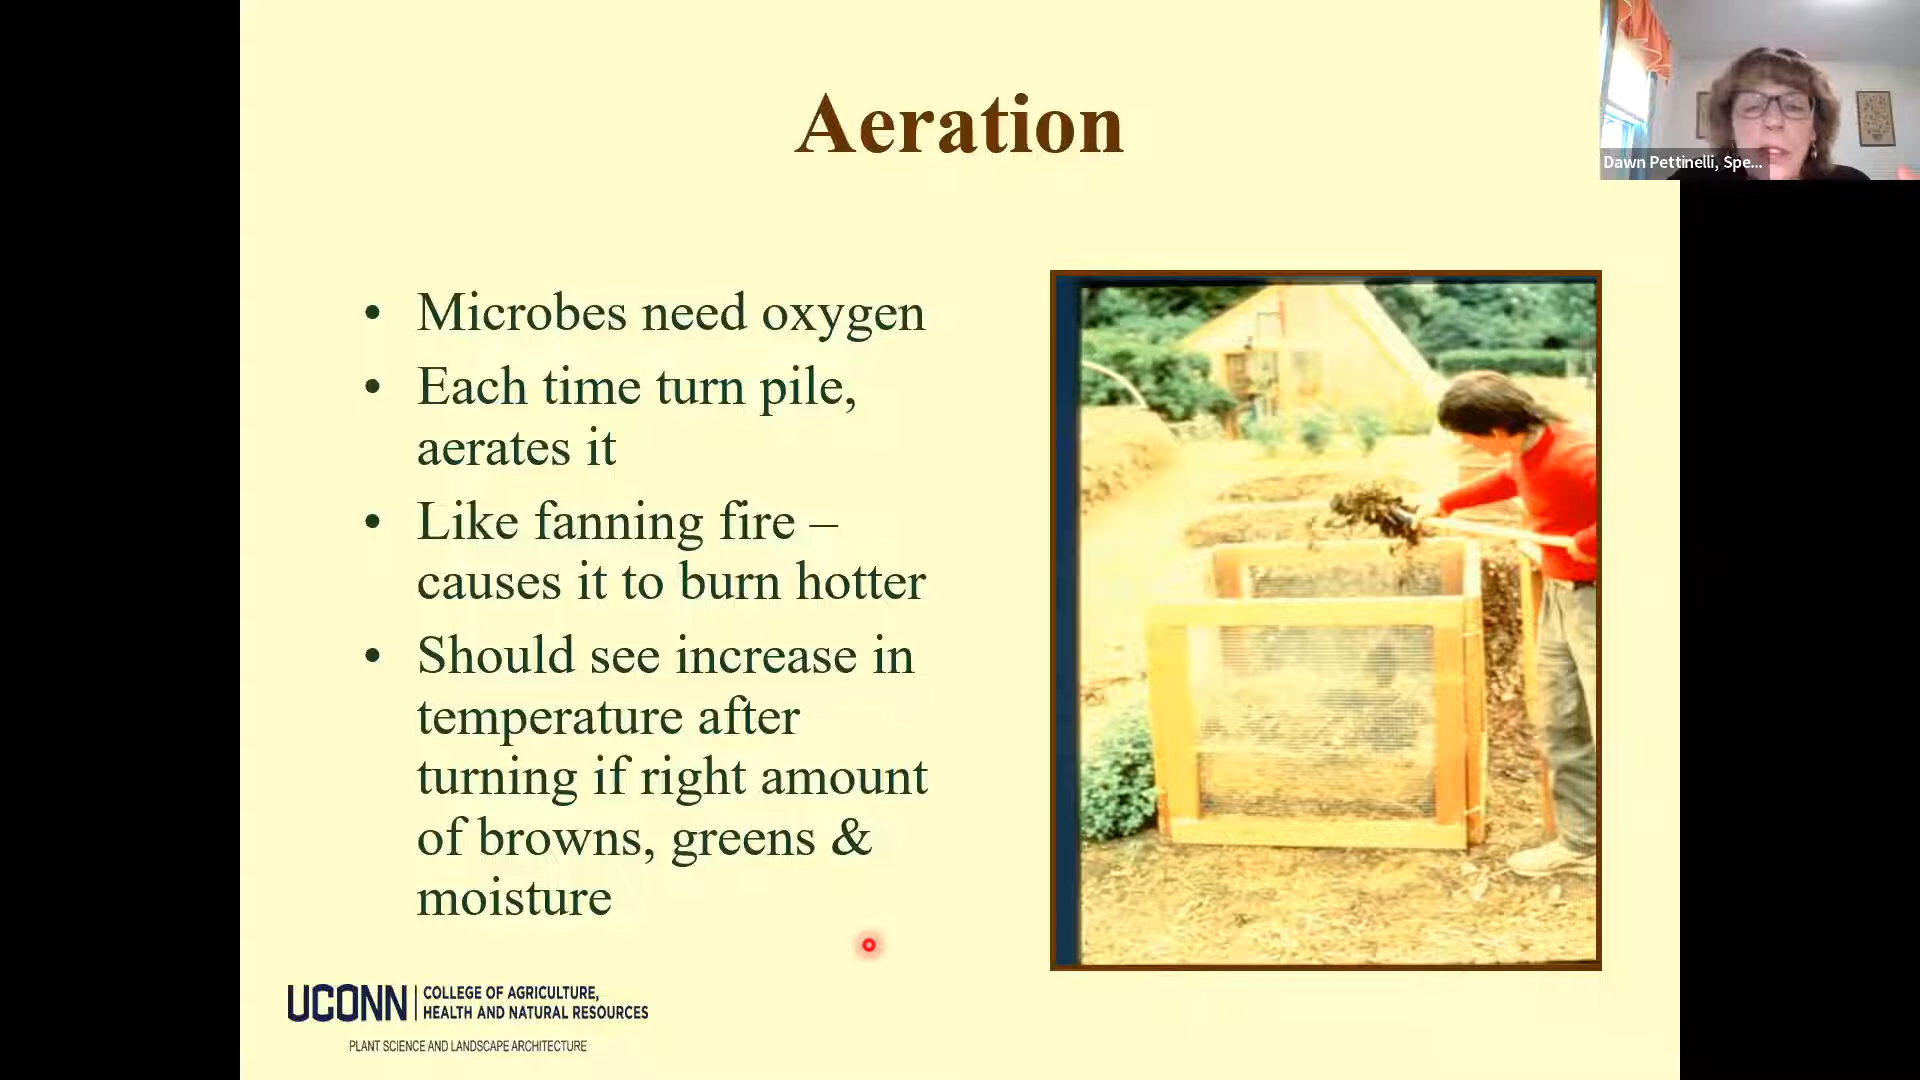 Aeration
Dawn Pettinelli, Spe...
• Microbes need oxygen
• Each time turn pile,
aerates it
• Like fanning fire –
causes it to burn hotter
• Should see increase in
temperature after
turning if right amount
of browns, greens &
moisture
UCONN | COLLEGE OF AGRICULTURE,
HEALTH AND NATURAL RESOURCES
PLANT SCIENCE AND LANDSCAPE ARCHITECTURE